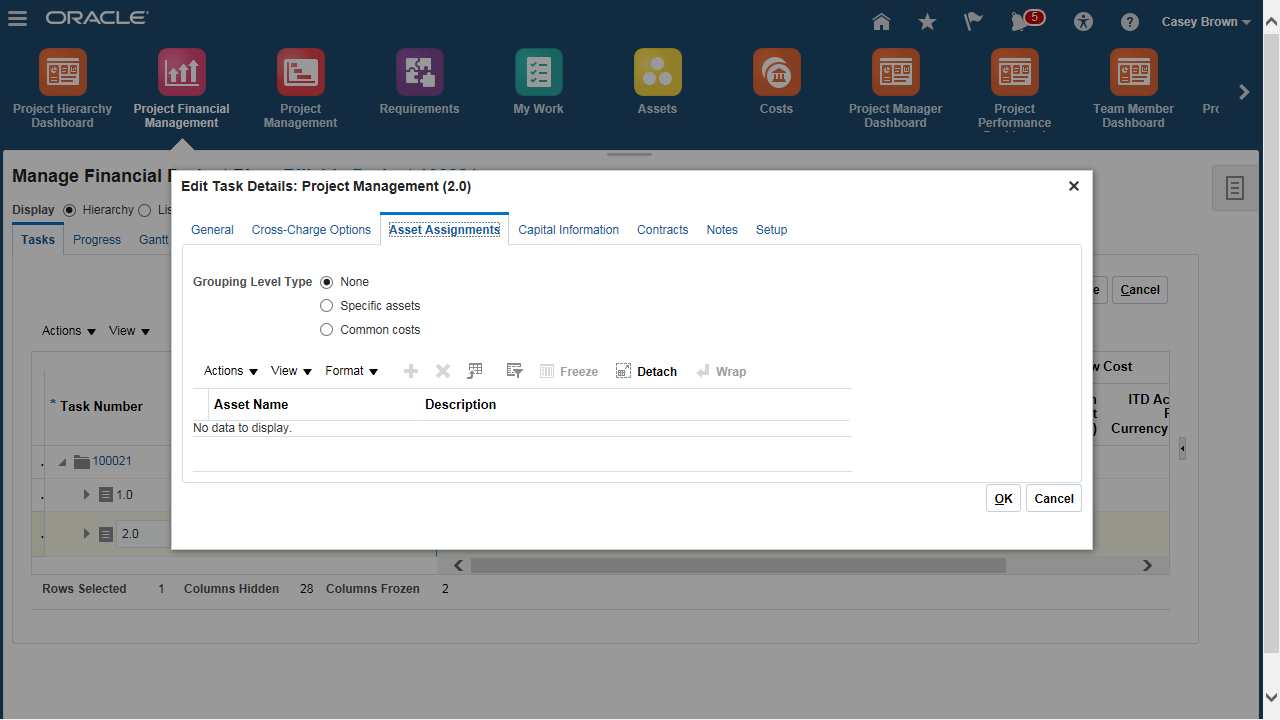 ORACLE
5
Casey Brown
Project Hierarchy Dashboard
Project Financial Management
Project Management
Requirements
My Work
Assets
Costs
Project Manager Dashboard
Project Performance
Team Member Dashboard
Manage Financial
Display Hierarchy
Tasks Progress Gantt
Cancel
Actions View
Edit Task Details: Project Management (2.0)
General Cross-Charge Options Asset Assignments Capital Information Contracts Notes Setup
Grouping Level Type None
Specific assets
Common costs
Actions View Format Freeze Detach Wrap
Asset Name Description
No data to display.
OK Cancel
* Task Number
Cost
ITD
Currency
100021
1.0
2.0
Rows Selected 1 Columns Hidden 28 Columns Frozen 2